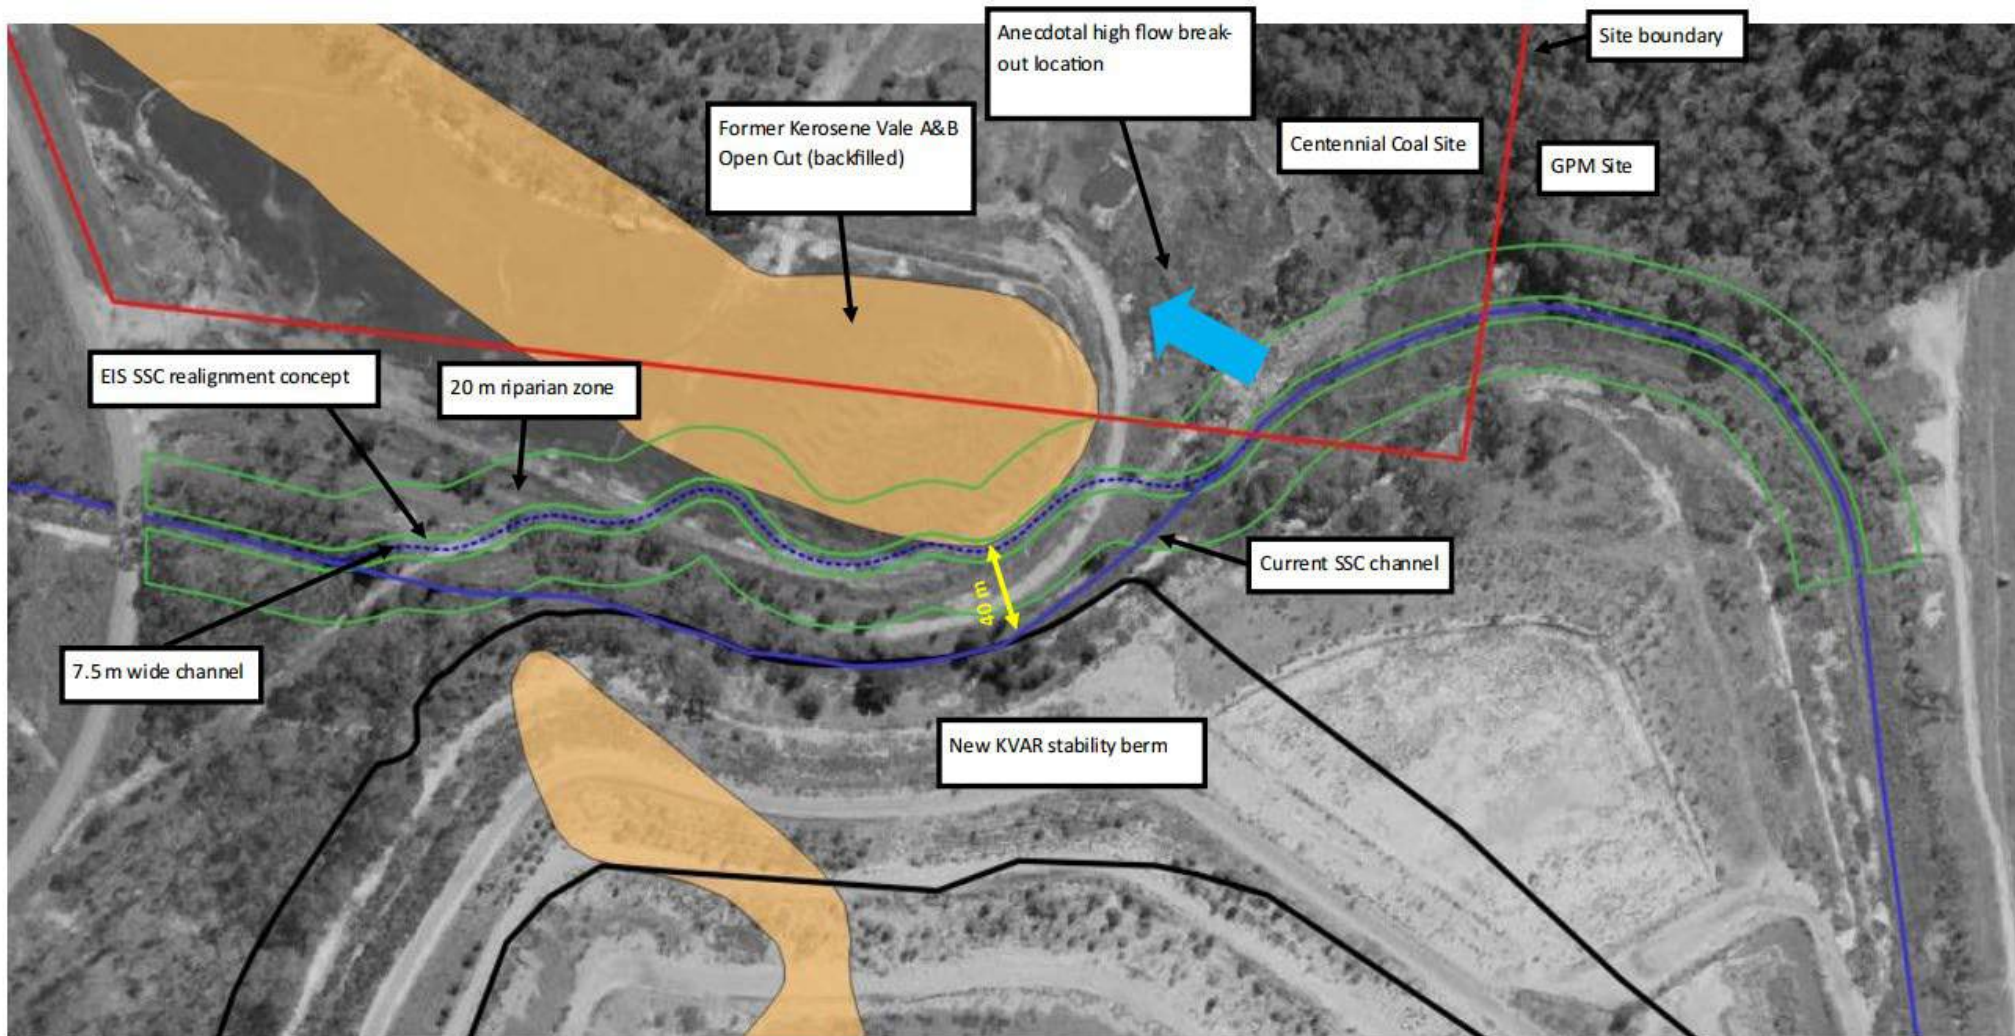 Anecdotal high flow break-
out location
Site boundary
Former Kerosene Vale A&B
Open Cut (backfilled)
Centennial Coal Site
GPM Site
EIS SSC realignment concept
20 m riparian zone
Current SSC channel
40 m
7.5 m wide channel
New KVAR stability berm